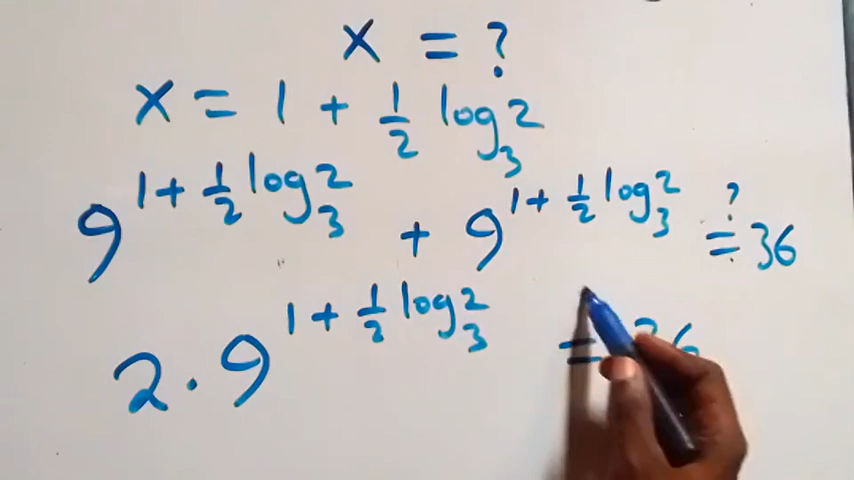 x = ?
x = 1 + 1/2 log₃2
9^(1 + 1/2 log₃2) + 9^(1 + 1/2 log₃2) ≟ 36
2 · 9^(1 + 1/2 log₃2) = 36